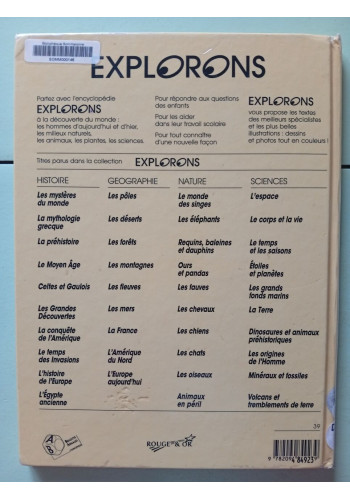 EXPLORONS
Partez avec l'encyclopédie
EXPLORONS
à la découverte du monde :
les hommes d'aujourd'hui et d'hier,
les milieux naturels,
les animaux, les plantes, les sciences.
Pour répondre aux questions
des enfants
Pour les aider
dans leur travail scolaire
Pour tout connaître
d'une nouvelle façon
EXPLORONS
vous propose les textes
des meilleurs spécialistes
et les plus belles
illustrations : dessins
et photos tout en couleurs !
Titres parus dans la collection EXPLORONS
HISTOIRE
Les mystères
du monde
La mythologie
grecque
La préhistoire
Le Moyen Âge
Celtes et Gaulois
Les Grandes
Découvertes
La conquête
de l'Amérique
Le temps
des Invasions
L'histoire
de l'Europe
L'Égypte
ancienne
GEOGRAPHIE
Les pôles
Les déserts
Les forêts
Les montagnes
Les fleuves
Les mers
La France
L'Amérique
du Nord
L'Europe
aujourd'hui
NATURE
Le monde
des singes
Les éléphants
Requins, baleines
et dauphins
Ours
et pandas
Les fauves
Les chevaux
Les chiens
Les chats
Les oiseaux
Animaux
en péril
SCIENCES
L'espace
Le corps et la vie
Le temps
et les saisons
Étoiles
et planètes
Les grands
fonds marins
La Terre
Dinosaures et animaux
préhistoriques
Les origines
de l'Homme
Minéraux et fossiles
Volcans et
tremblements de terre
39
ROUGE & OR
9 782092 484923